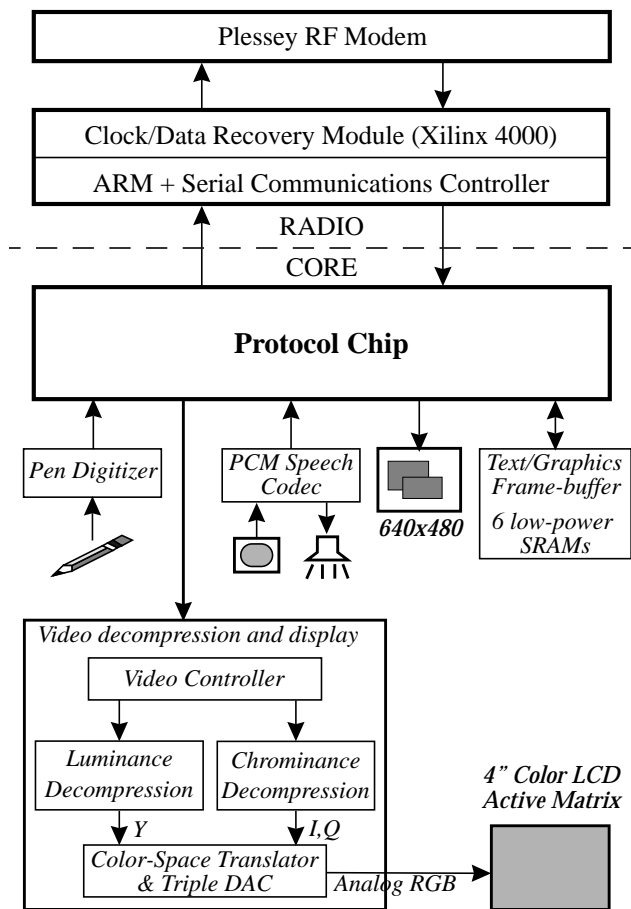 Plessey RF Modem
Clock/Data Recovery Module (Xilinx 4000)
ARM + Serial Communications Controller
RADIO
CORE
Protocol Chip
Pen Digitizer
PCM Speech
Codec
640x480
Text/Graphics
Frame-buffer
6 low-power
SRAMs
Video decompression and display
Video Controller
Luminance
Decompression
Chrominance
Decompression
Y
I,Q
Color-Space Translator
& Triple DAC
Analog RGB
4” Color LCD
Active Matrix